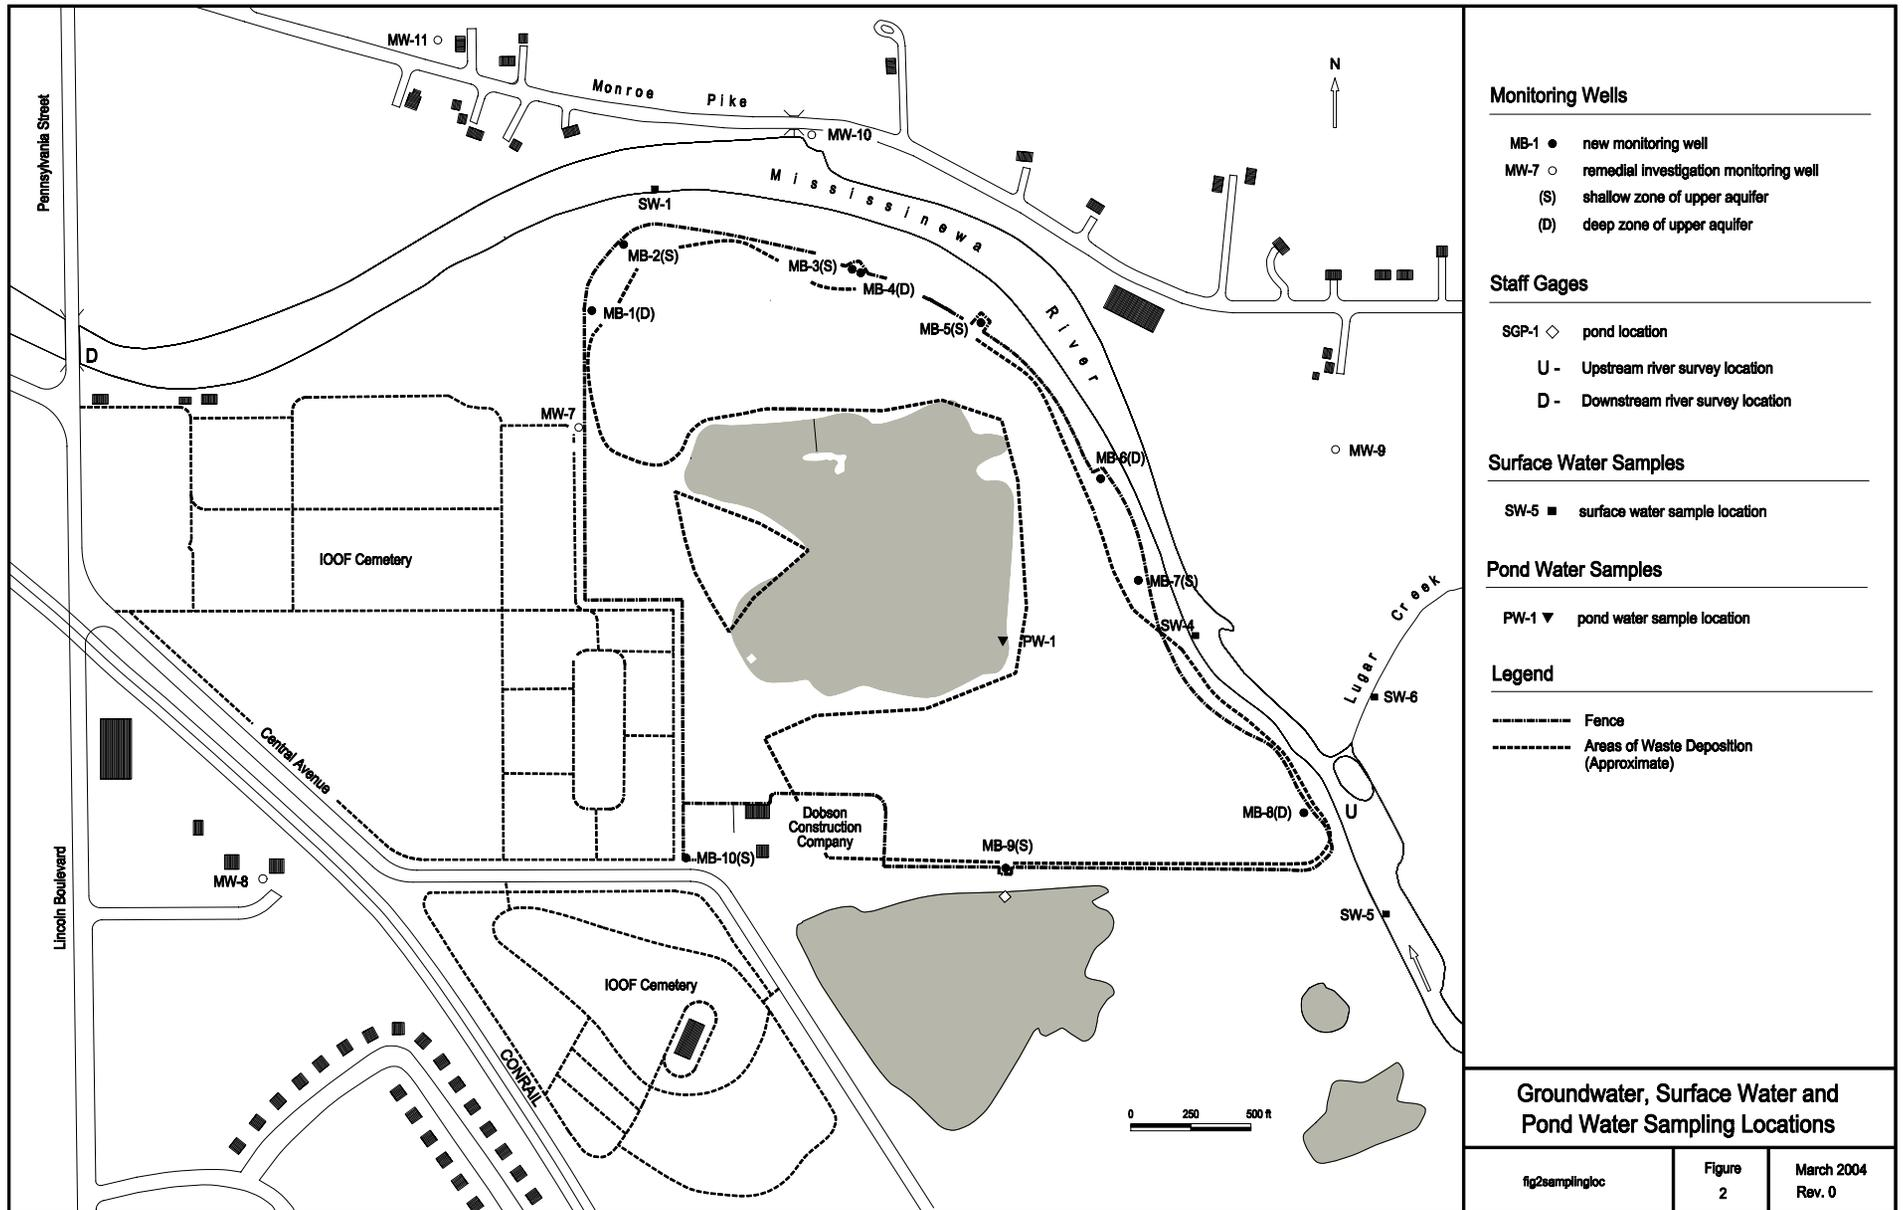 MW-11
Monroe Pike
MW-10
N
Pennsylvania Street
Mississinewa River
SW-1
MB-2(S)
MB-3(S)
MB-4(D)
MB-1(D)
MB-5(S)
D
MW-7
MB-6(D)
MW-9
IOOF Cemetery
MB-7(S)
SW-4
PW-1
Lugar Creek
SW-6
Central Avenue
Dobson
Construction
Company
MB-8(D)
U
MB-9(S)
MB-10(S)
MW-8
Lincoln Boulevard
SW-5
IOOF Cemetery
CONRAIL
0 250 500 ft
Monitoring Wells
MB-1 new monitoring well
MW-7 remedial investigation monitoring well
(S) shallow zone of upper aquifer
(D) deep zone of upper aquifer
Staff Gages
SGP-1 pond location
U - Upstream river survey location
D - Downstream river survey location
Surface Water Samples
SW-5 surface water sample location
Pond Water Samples
PW-1 pond water sample location
Legend
Fence
Areas of Waste Deposition
(Approximate)
Groundwater, Surface Water and
Pond Water Sampling Locations
fig2samplingloc
Figure
2
March 2004
Rev. 0